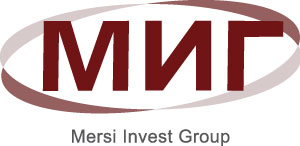 МИГ
Mersi Invest Group